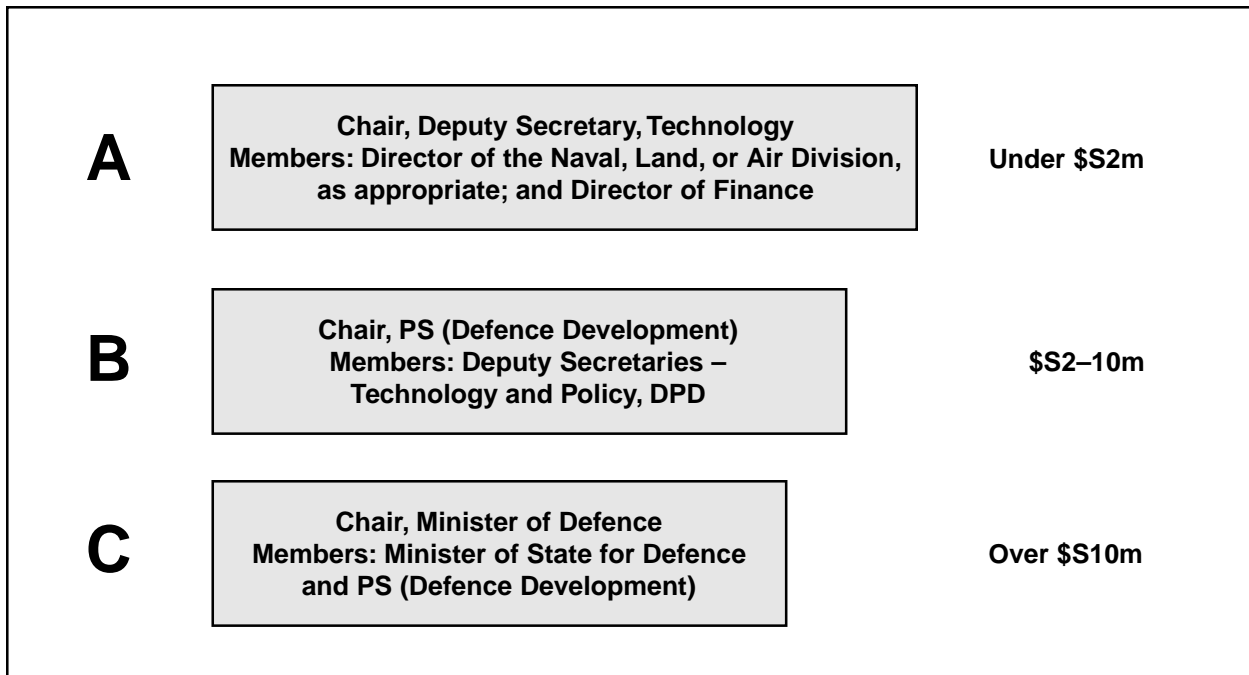 A
Chair, Deputy Secretary, Technology
Members: Director of the Naval, Land, or Air Division,
as appropriate; and Director of Finance
Under $S2m
B
Chair, PS (Defence Development)
Members: Deputy Secretaries –
Technology and Policy, DPD
$S2–10m
C
Chair, Minister of Defence
Members: Minister of State for Defence
and PS (Defence Development)
Over $S10m